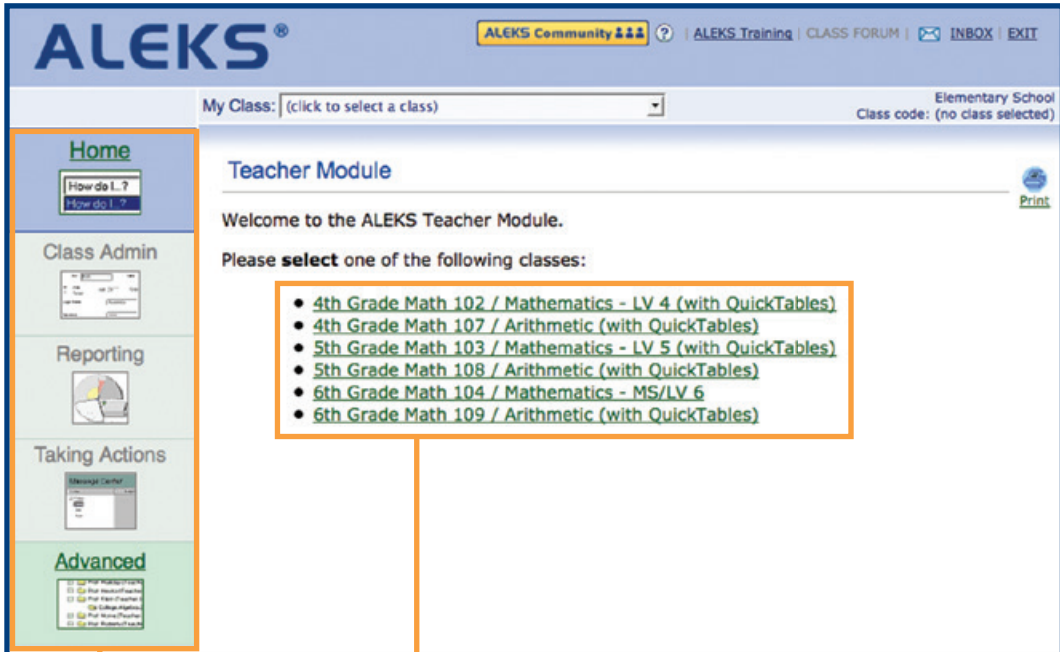 ALEKS®
ALEKS Community ? | ALEKS Training | CLASS FORUM | INBOX | EXIT
My Class: (click to select a class)
Elementary School
Class code: (no class selected)
Home
How do I..?
How do I..?
Class Admin
Reporting
Taking Actions
Message Center
Advanced
Teacher Module
Print
Welcome to the ALEKS Teacher Module.
Please select one of the following classes:
• 4th Grade Math 102 / Mathematics - LV 4 (with QuickTables)
• 4th Grade Math 107 / Arithmetic (with QuickTables)
• 5th Grade Math 103 / Mathematics - LV 5 (with QuickTables)
• 5th Grade Math 108 / Arithmetic (with QuickTables)
• 6th Grade Math 104 / Mathematics - MS/LV 6
• 6th Grade Math 109 / Arithmetic (with QuickTables)